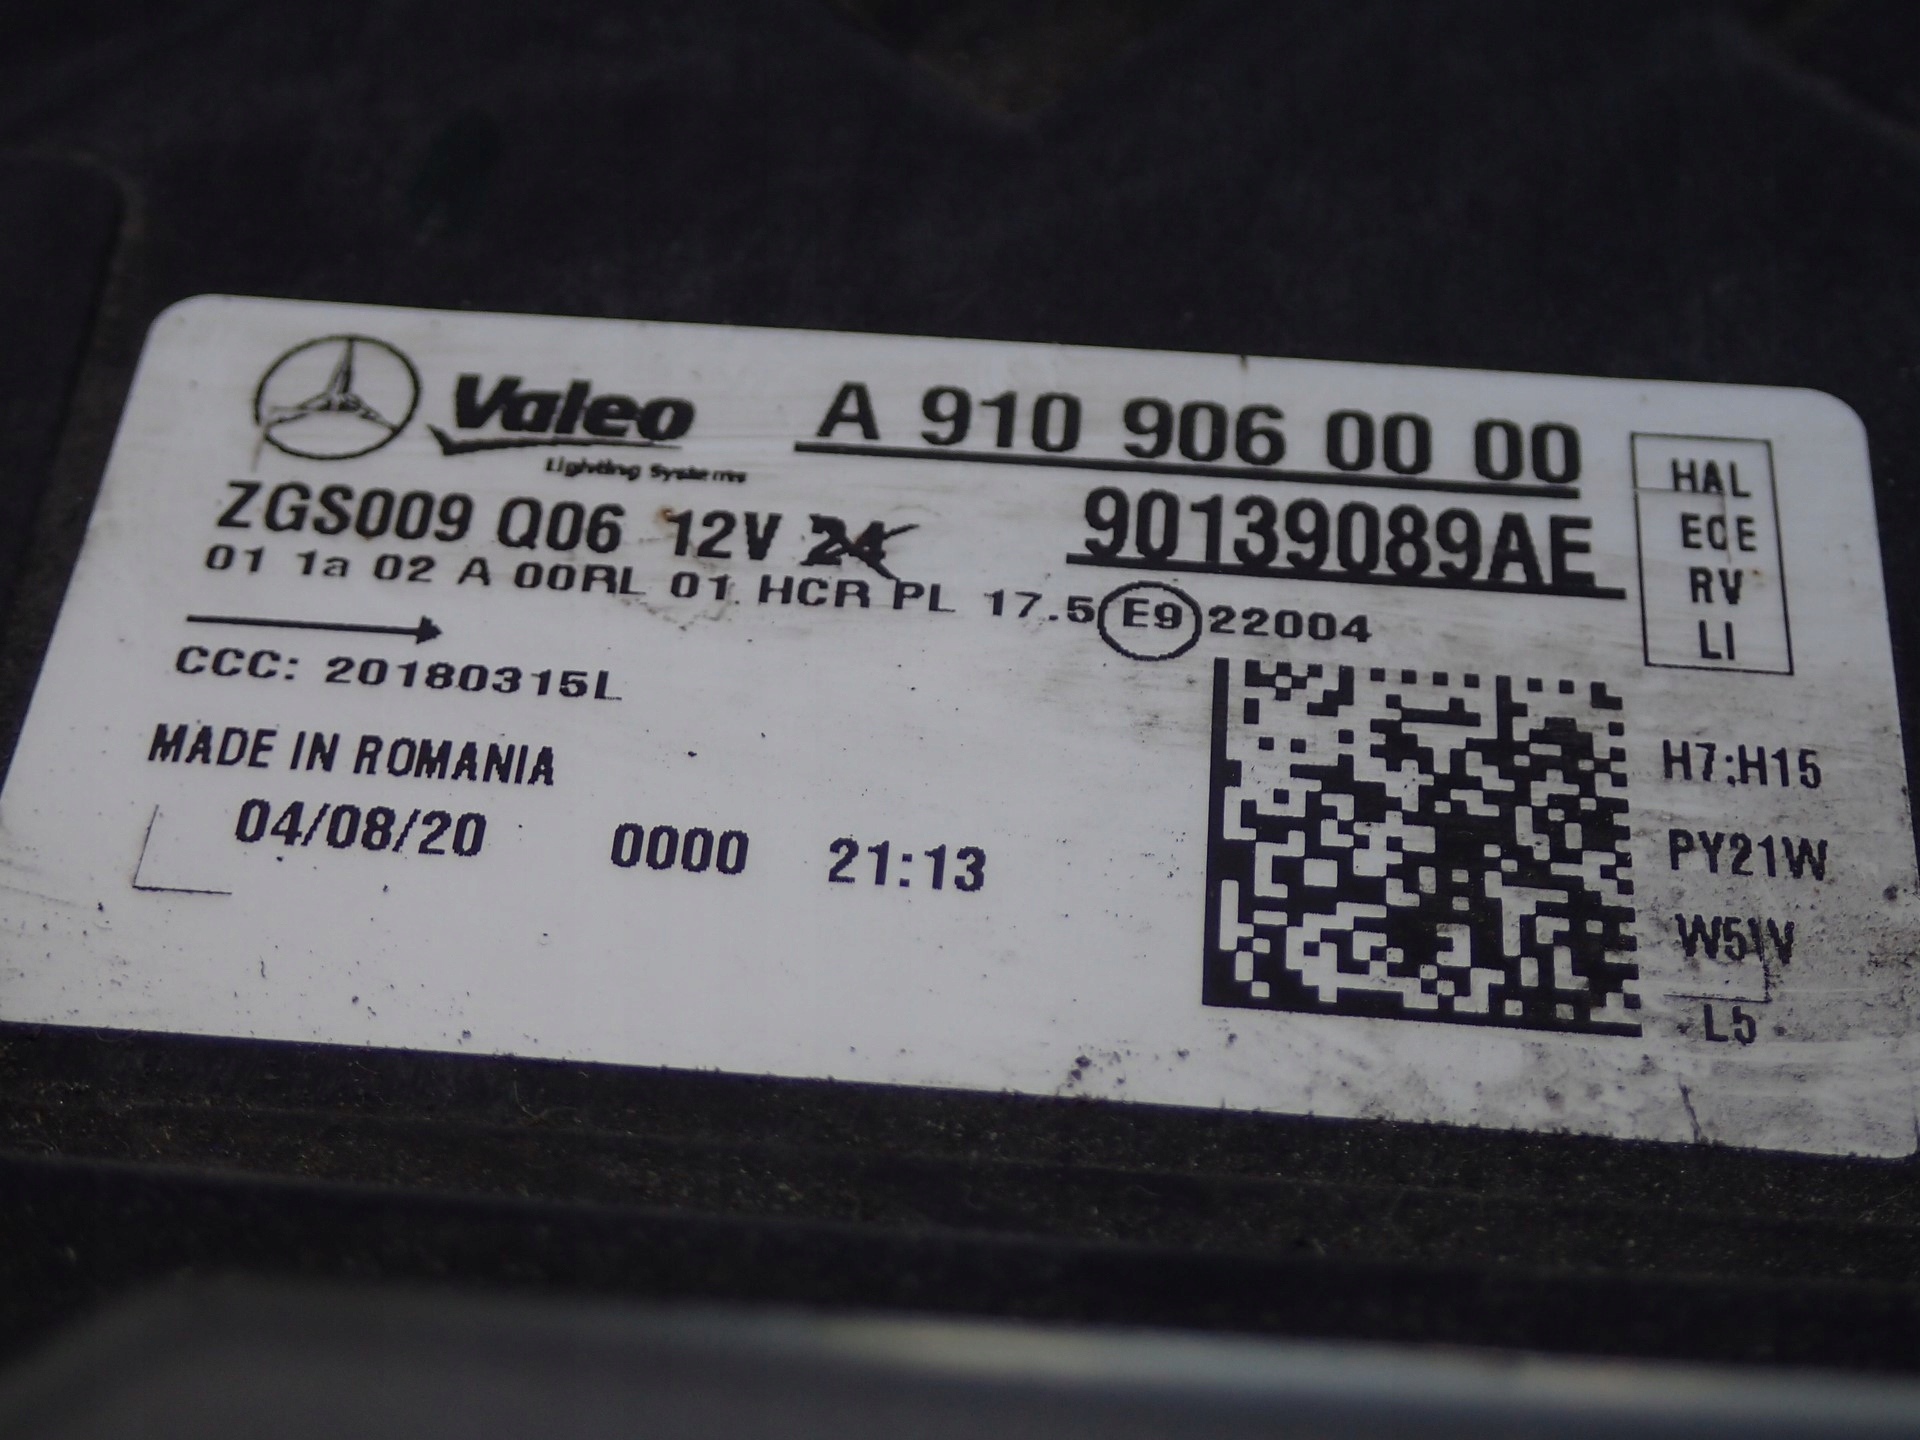 Valeo
Lighting Systems
A 910 906 00 00
ZGS009 Q06 12V 24
90139089AE
01 1a 02 A 00RL 01 HCR PL 17.5 E9 22004
CCC: 20180315L
MADE IN ROMANIA
04/08/20 0000 21:13
HAL
ECE
RV
LI
H7;H15
PY21W
W5W
L5